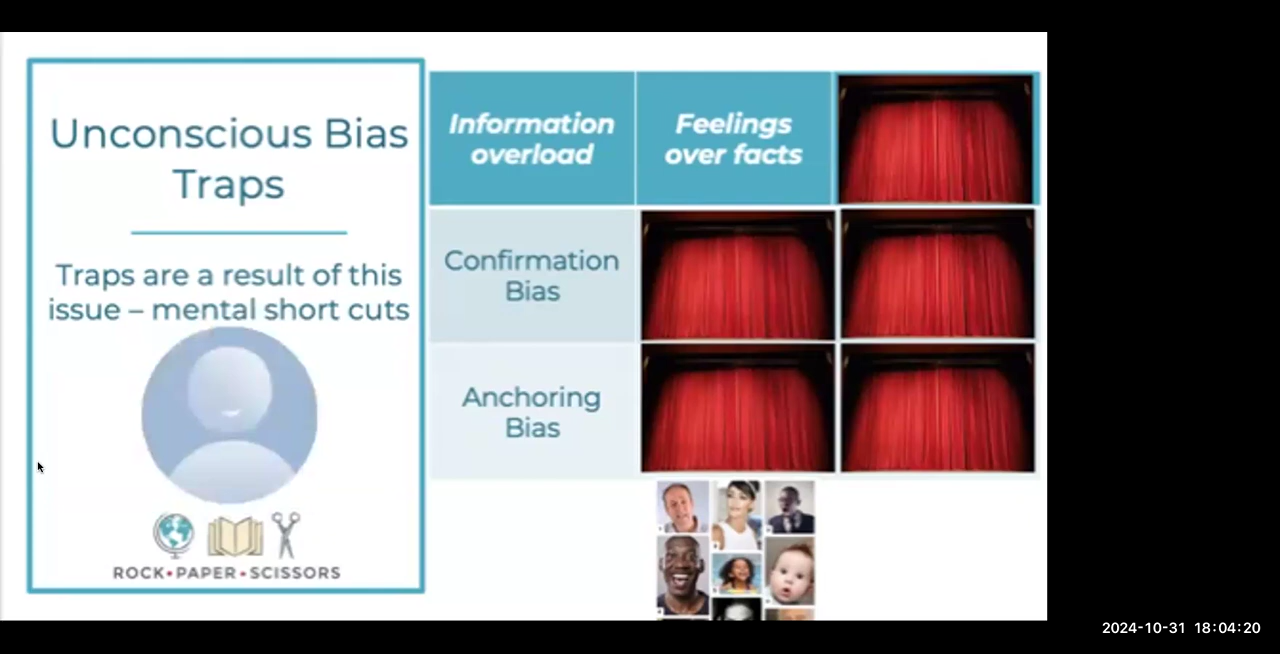 Unconscious Bias
Traps
Traps are a result of this
issue – mental short cuts
ROCK•PAPER•SCISSORS
Information
overload
Feelings
over facts
Confirmation
Bias
Anchoring
Bias
2024-10-31 18:04:20